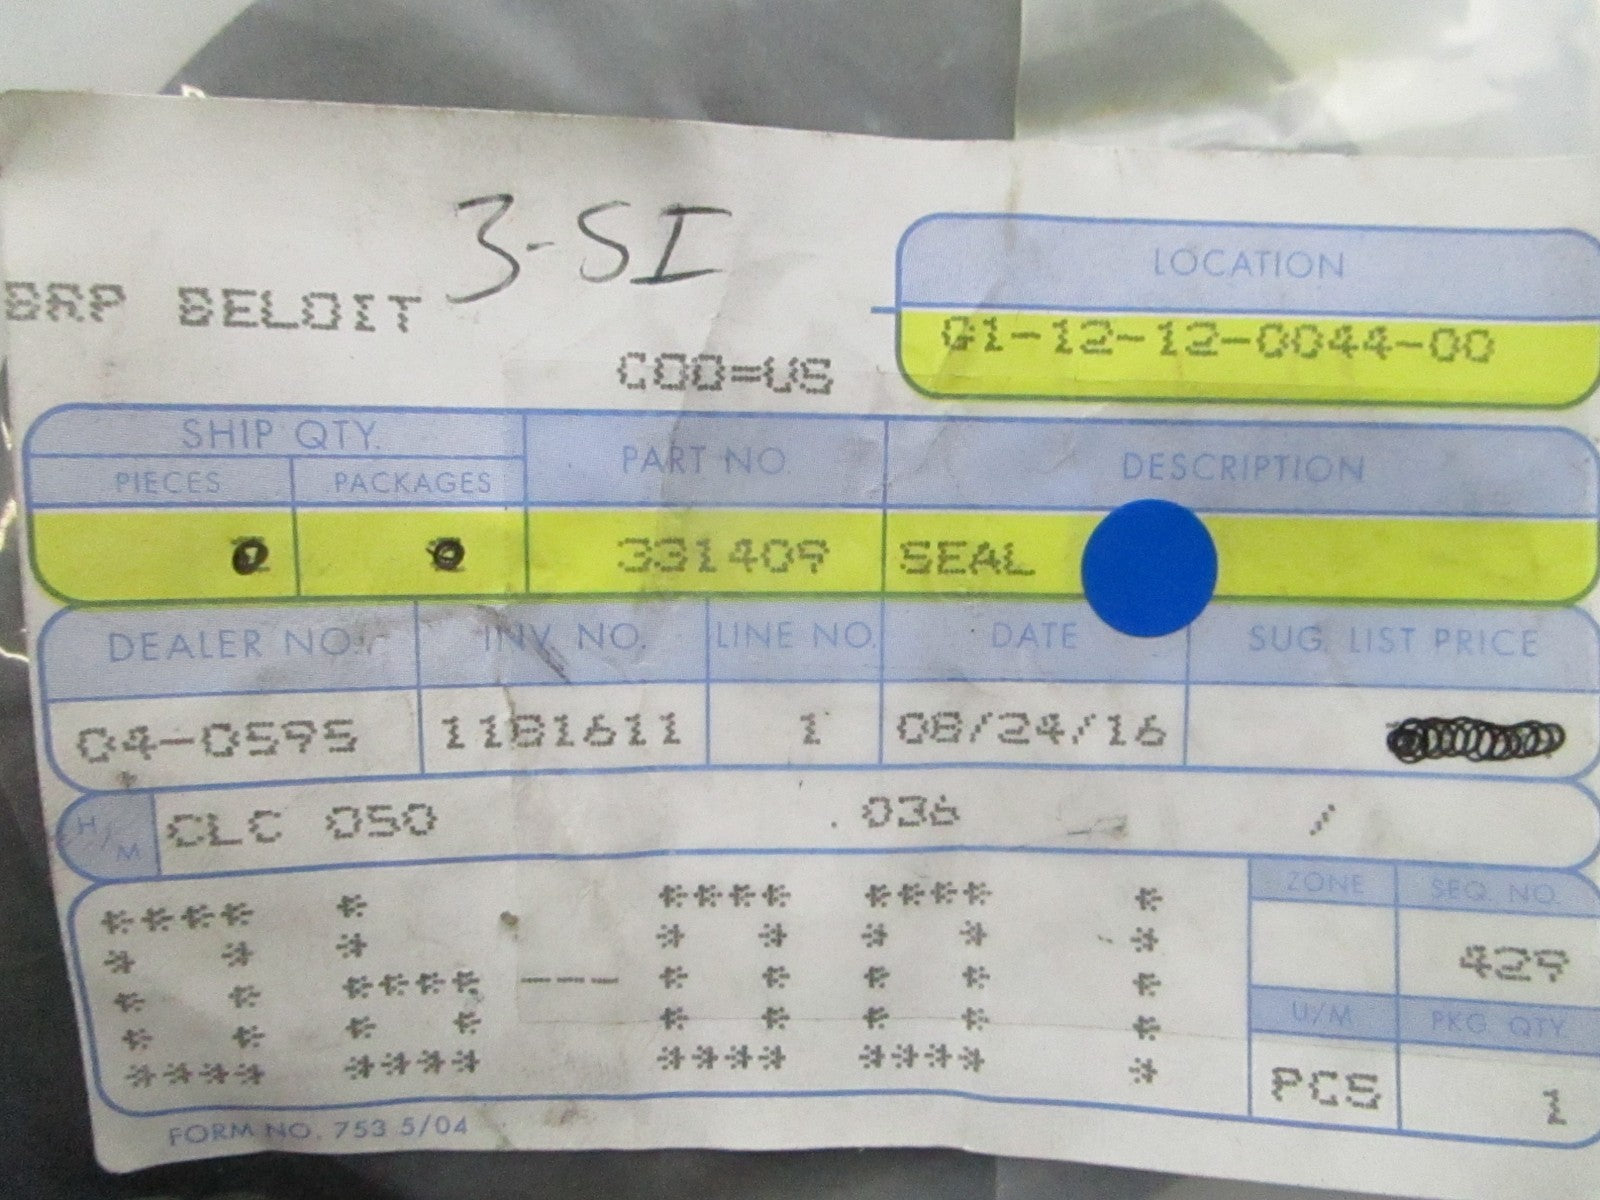 3-SI
BRP BELOIT
COO=US
LOCATION
01-12-12-0044-00
SHIP QTY.
PIECES PACKAGES PART NO. DESCRIPTION
331409 SEAL
DEALER NO. INV. NO. LINE NO. DATE SUG. LIST PRICE
04-0595 1181611 1 08/24/16
H/M CLC 050 .036 /
ZONE SEQ. NO.
429
U/M PKG QTY
PCS 1
FORM NO. 753 5/04